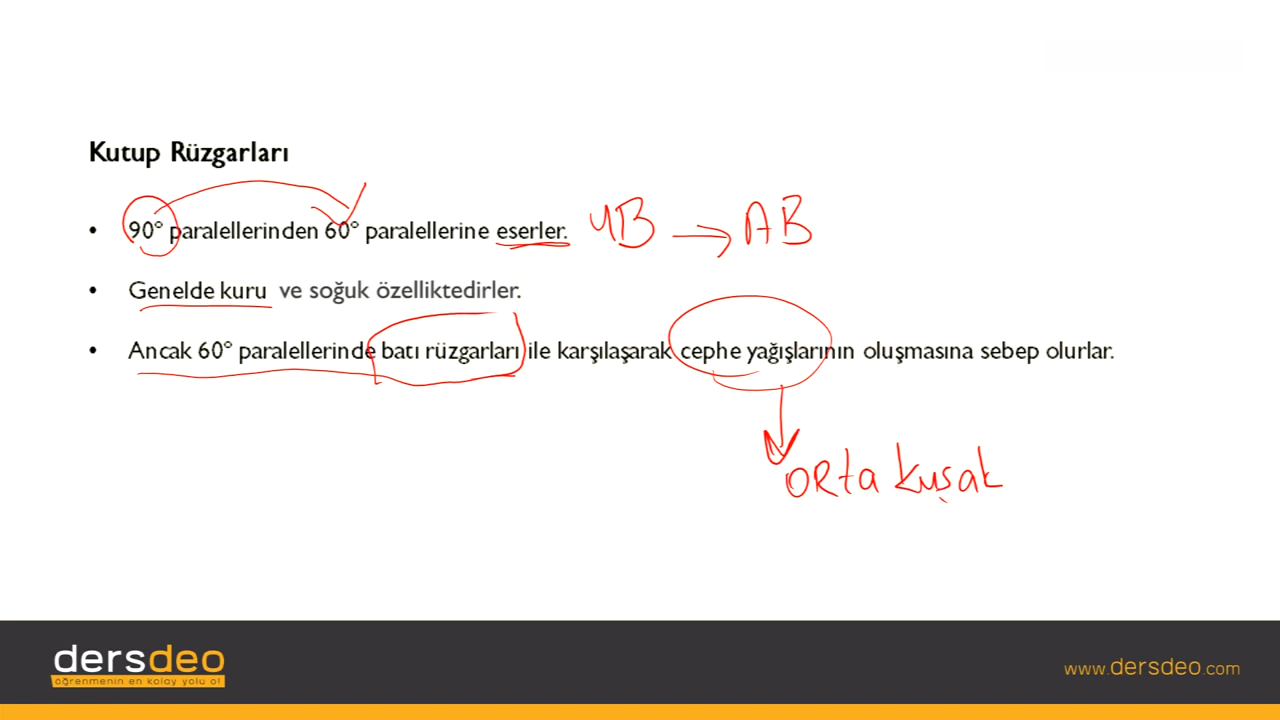 Kutup Rüzgarları
• 90° paralellerinden 60° paralellerine eserler. YB → AB
• Genelde kuru ve soğuk özelliktedirler.
• Ancak 60° paralellerinde batı rüzgarları ile karşılaşarak cephe yağışlarının oluşmasına sebep olurlar.
ORta kuşak
dersdeo
öğrenmenin en kolay yolu o!
www.dersdeo.com